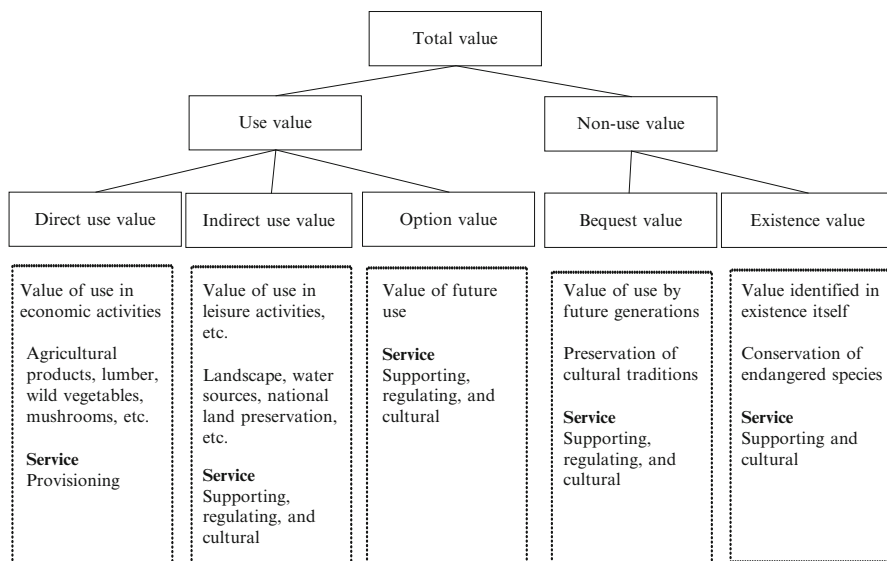 Total value
Use value
Non-use value
Direct use value
Indirect use value
Option value
Bequest value
Existence value
Value of use in
economic activities
Agricultural
products, lumber,
wild vegetables,
mushrooms, etc.
Service
Provisioning
Value of use in
leisure activities,
etc.
Landscape, water
sources, national
land preservation,
etc.
Service
Supporting,
regulating, and
cultural
Value of future
use
Service
Supporting,
regulating, and
cultural
Value of use by
future generations
Preservation of
cultural traditions
Service
Supporting,
regulating, and
cultural
Value identified in
existence itself
Conservation of
endangered species
Service
Supporting and
cultural